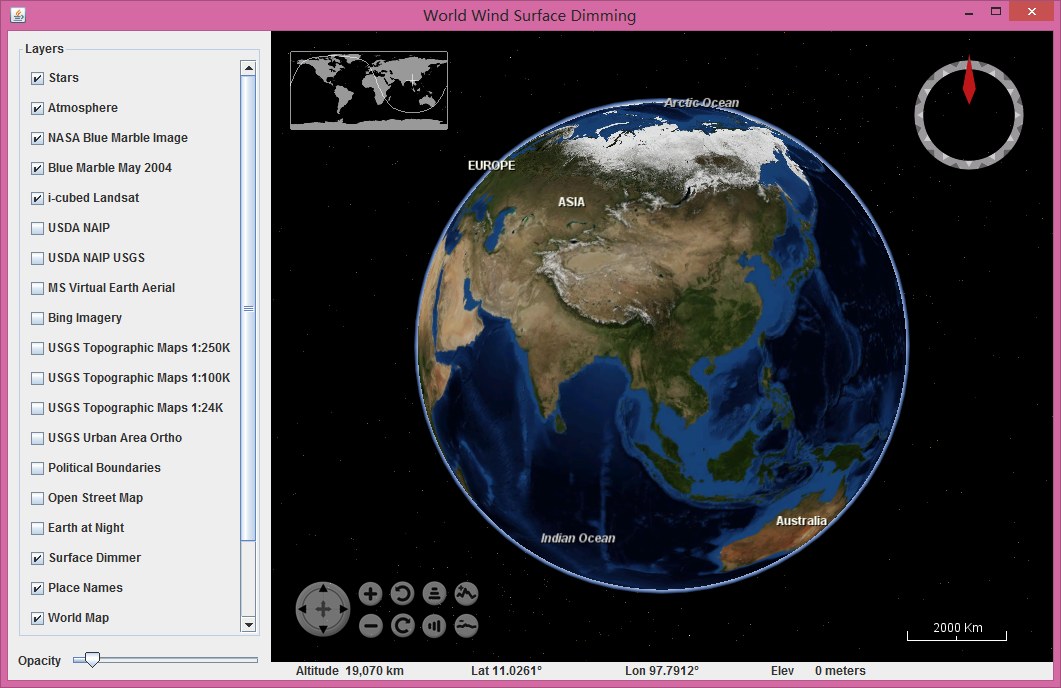 World Wind Surface Dimming
Layers
Stars
Atmosphere
NASA Blue Marble Image
Blue Marble May 2004
i-cubed Landsat
USDA NAIP
USDA NAIP USGS
MS Virtual Earth Aerial
Bing Imagery
USGS Topographic Maps 1:250K
USGS Topographic Maps 1:100K
USGS Topographic Maps 1:24K
USGS Urban Area Ortho
Political Boundaries
Open Street Map
Earth at Night
Surface Dimmer
Place Names
World Map
Opacity
Arctic Ocean
EUROPE
ASIA
Australia
Indian Ocean
2000 Km
Altitude 19,070 km Lat 11.0261° Lon 97.7912° Elev 0 meters